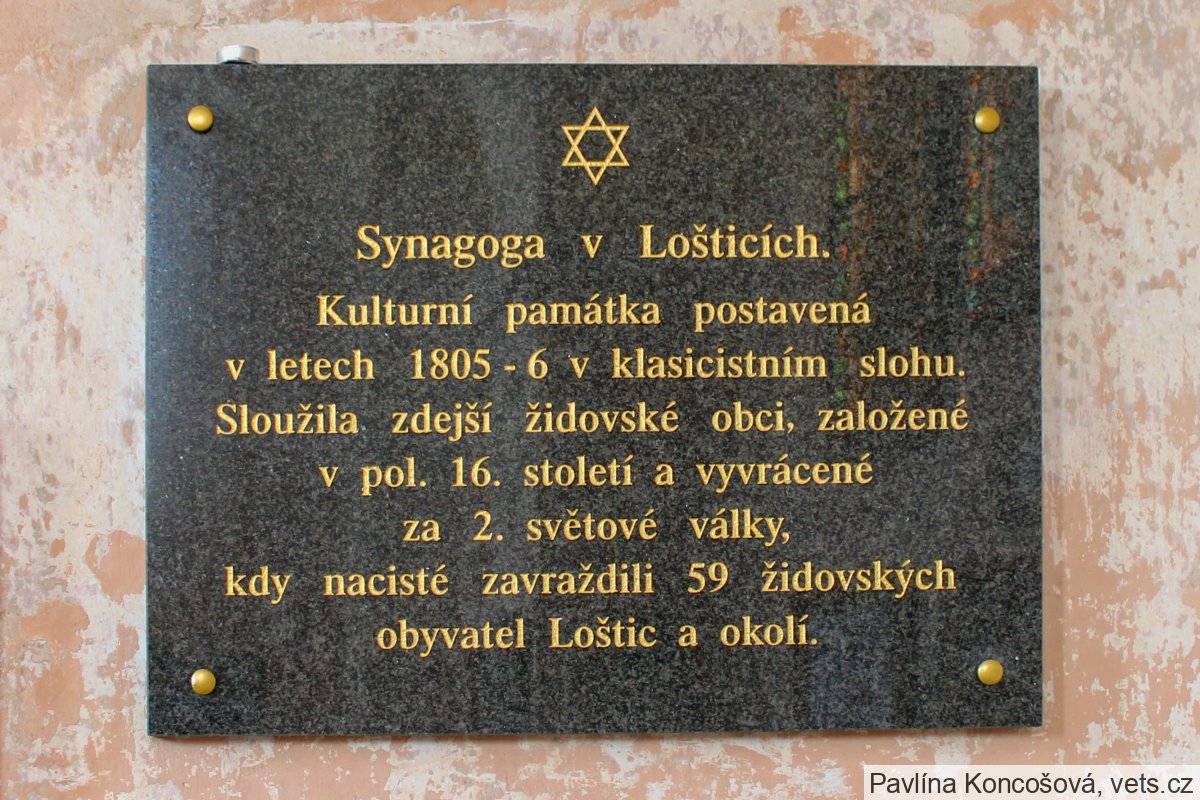 Synagoga v Lošticích.
Kulturní památka postavená
v letech 1805 - 6 v klasicistním slohu.
Sloužila zdejší židovské obci, založené
v pol. 16. století a vyvrácené
za 2. světové války,
kdy nacisté zavraždili 59 židovských
obyvatel Loštic a okolí.
Pavlína Koncošová, vets.cz